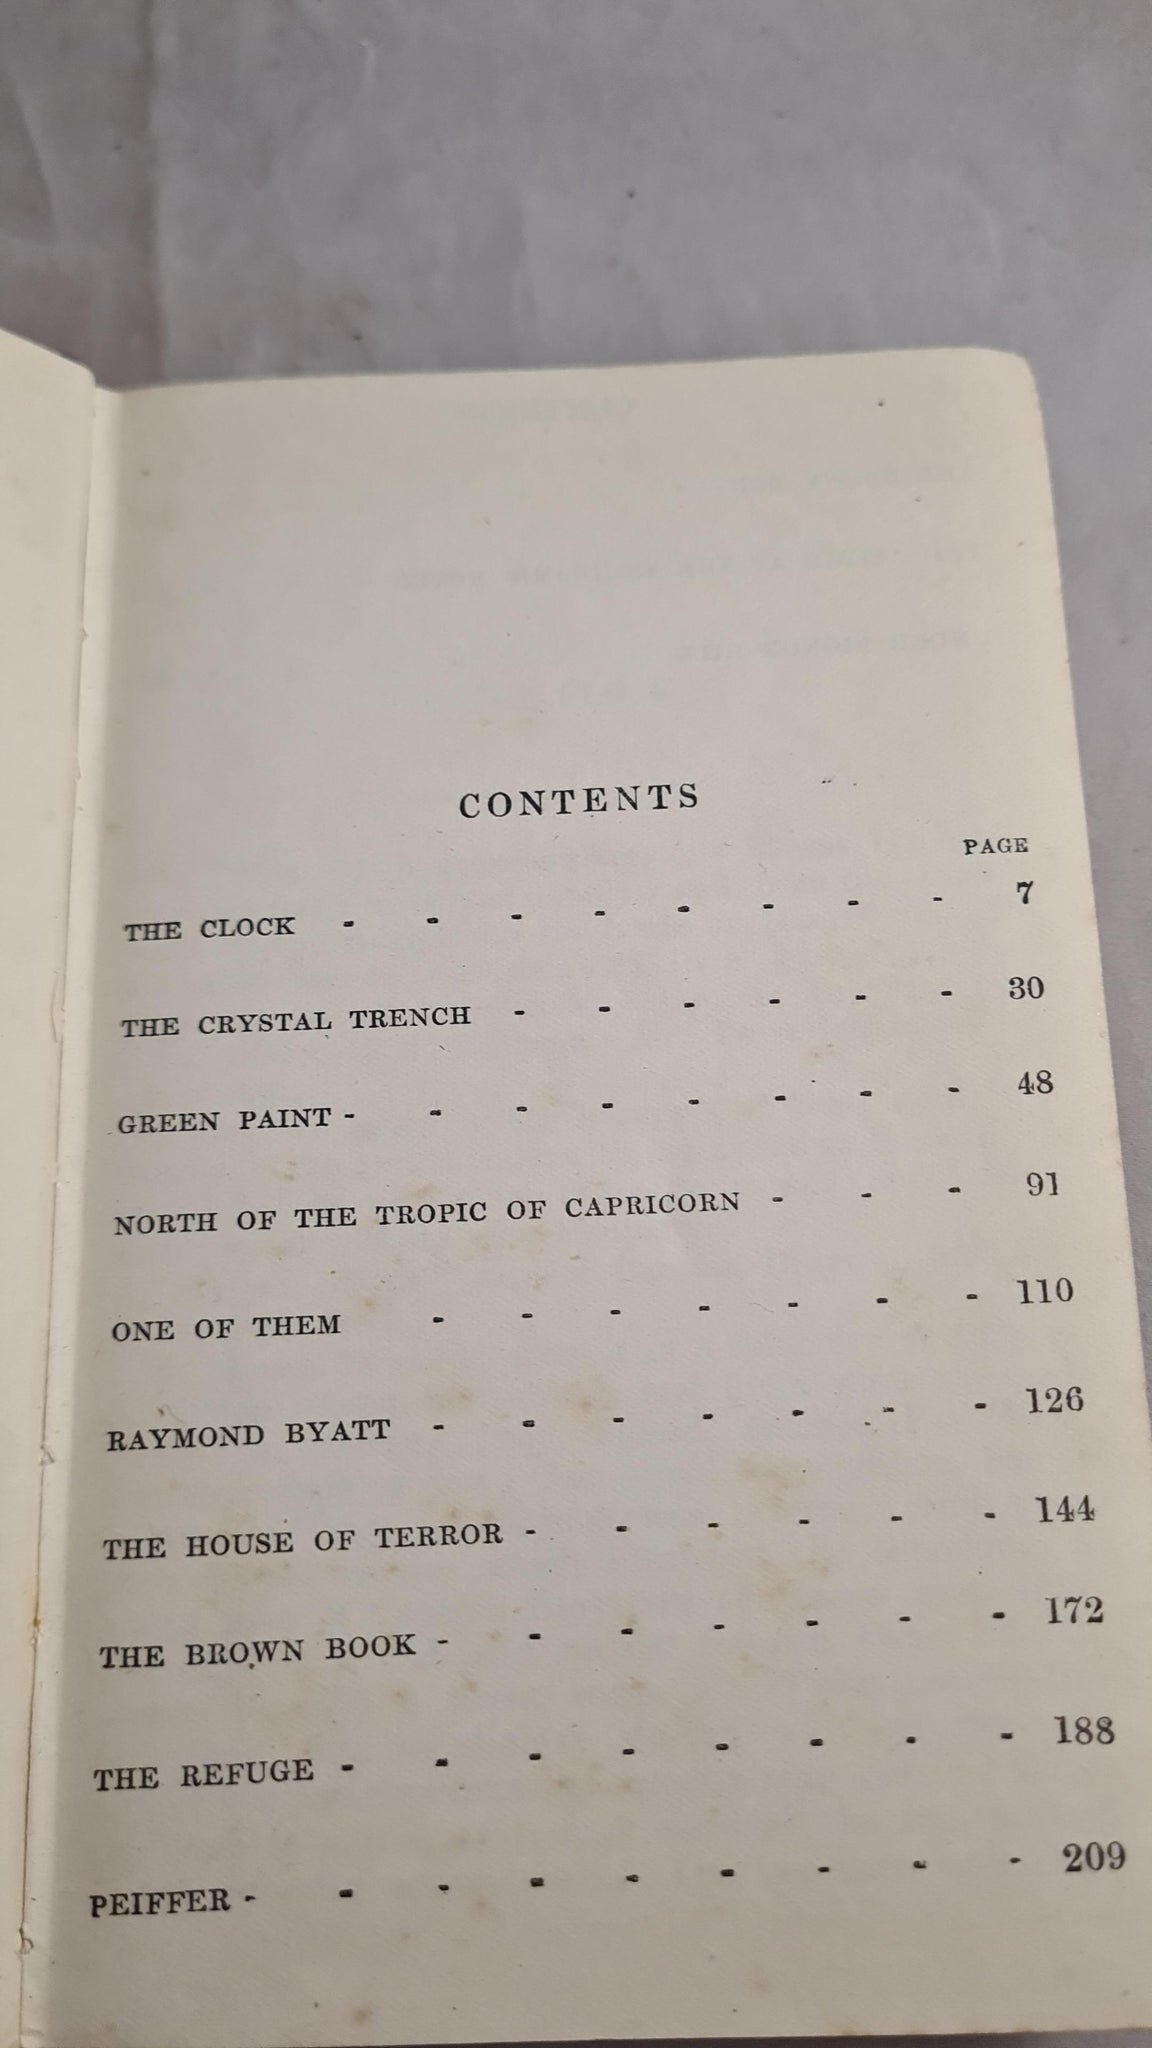 CONTENTS
PAGE
THE CLOCK - - - - - - - - 7
THE CRYSTAL TRENCH - - - - - - 30
GREEN PAINT - - - - - - - - 48
NORTH OF THE TROPIC OF CAPRICORN - - - 91
ONE OF THEM - - - - - - - 110
RAYMOND BYATT - - - - - - - 126
THE HOUSE OF TERROR - - - - - - 144
THE BROWN BOOK - - - - - - - 172
THE REFUGE - - - - - - - - 188
PEIFFER - - - - - - - - - 209